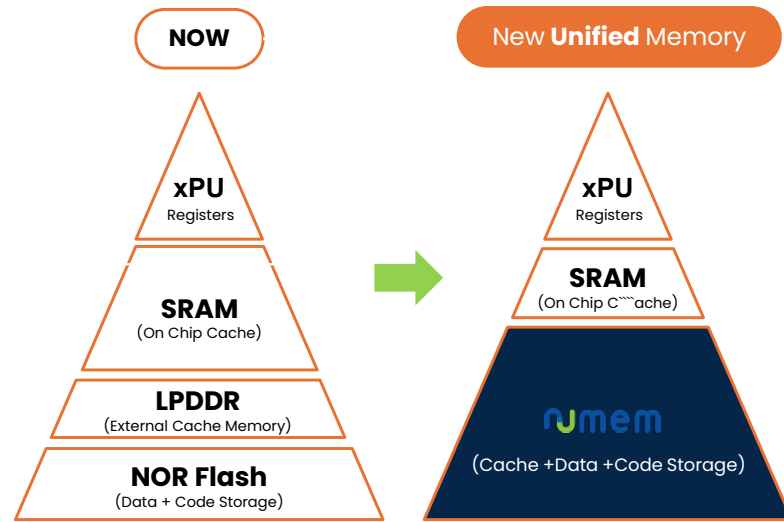 NOW
New Unified Memory
xPU
Registers
SRAM
(On Chip Cache)
LPDDR
(External Cache Memory)
NOR Flash
(Data + Code Storage)
xPU
Registers
SRAM
(On Chip C````ache)
numem
(Cache +Data +Code Storage)